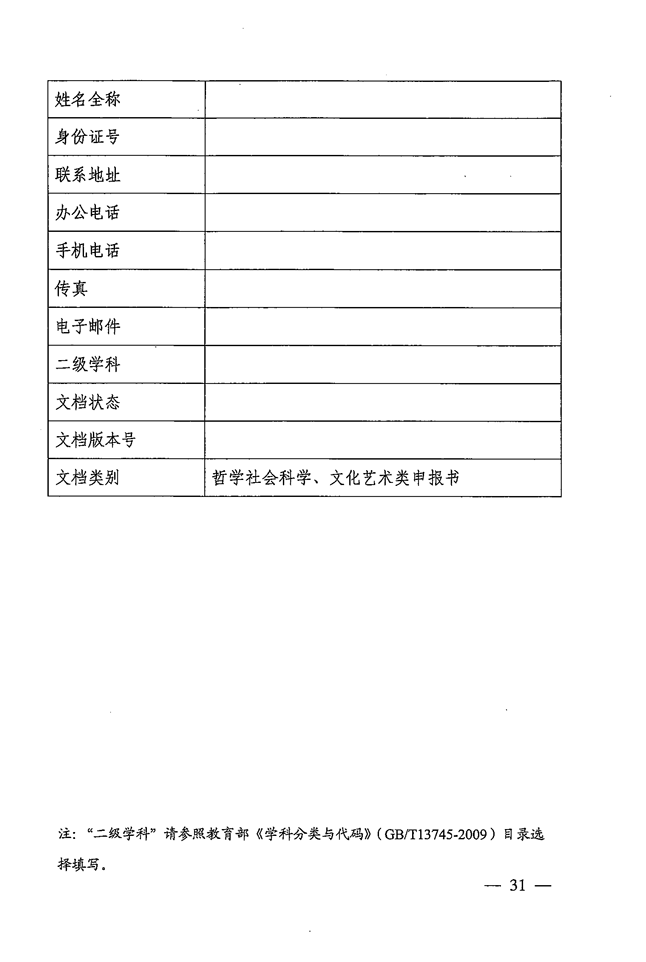 姓名全称
身份证号
联系地址
办公电话
手机电话
传真
电子邮件
二级学科
文档状态
文档版本号
文档类别 哲学社会科学、文化艺术类申报书
注：“二级学科”请参照教育部《学科分类与代码》（GB/T13745-2009）目录选
择填写。
— 31 —